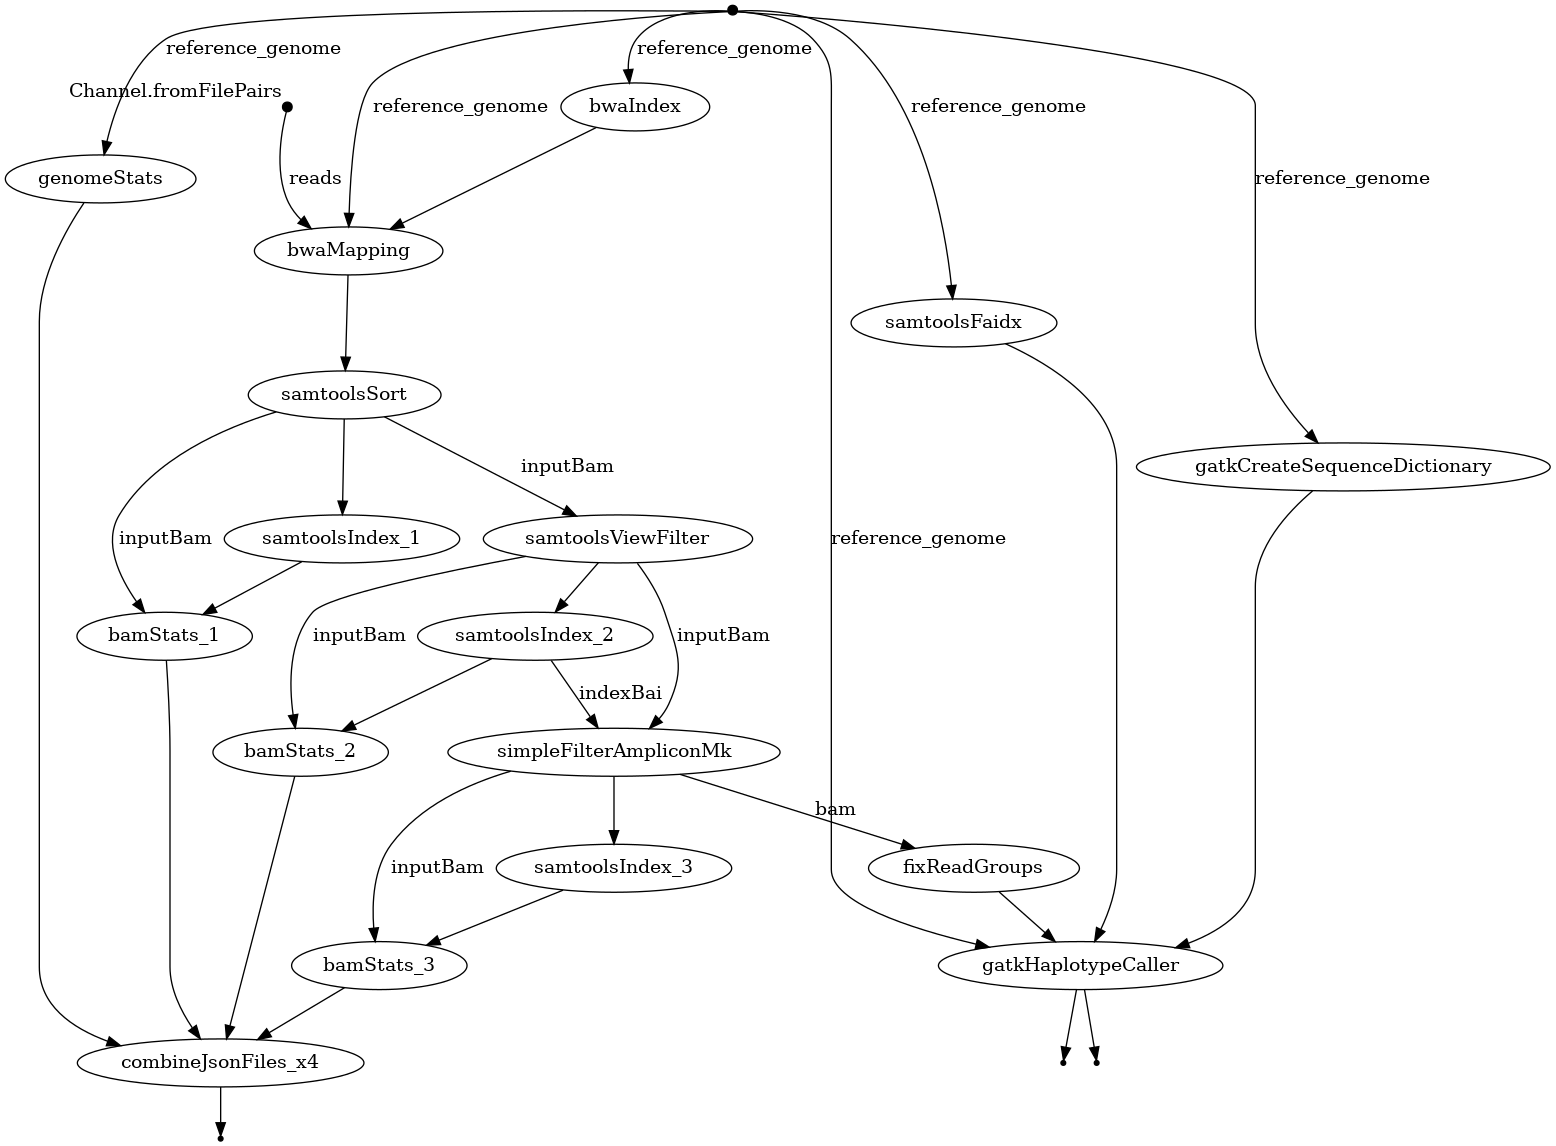 reference_genome
reference_genome
Channel.fromFilePairs
reference_genome
bwaIndex
reference_genome
genomeStats
reads
reference_genome
bwaMapping
samtoolsFaidx
samtoolsSort
inputBam
gatkCreateSequenceDictionary
inputBam
samtoolsIndex_1
samtoolsViewFilter
reference_genome
bamStats_1
inputBam
samtoolsIndex_2
inputBam
indexBai
bamStats_2
simpleFilterAmpliconMk
bam
inputBam
samtoolsIndex_3
fixReadGroups
bamStats_3
gatkHaplotypeCaller
combineJsonFiles_x4